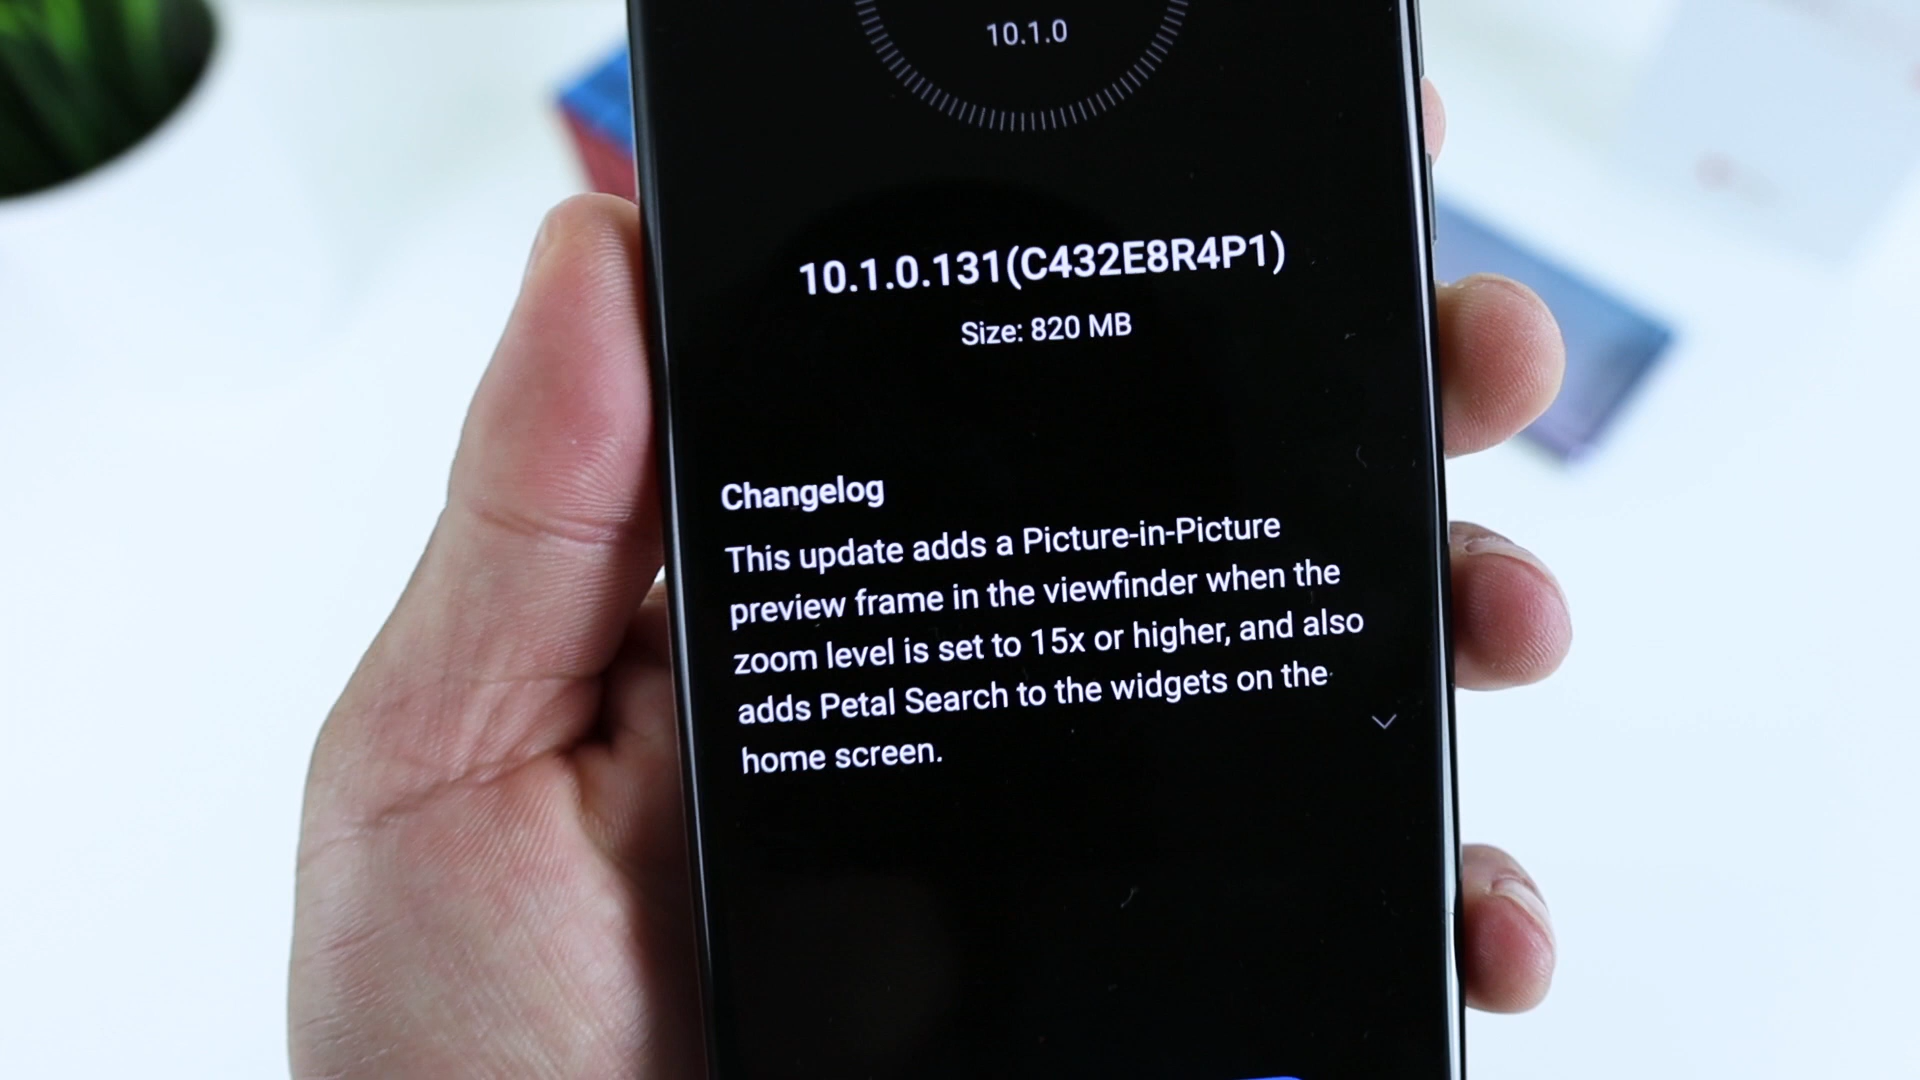 10.1.0
10.1.0.131(C432E8R4P1)
Size: 820 MB
Changelog
This update adds a Picture-in-Picture
preview frame in the viewfinder when the
zoom level is set to 15x or higher, and also
adds Petal Search to the widgets on the
home screen.